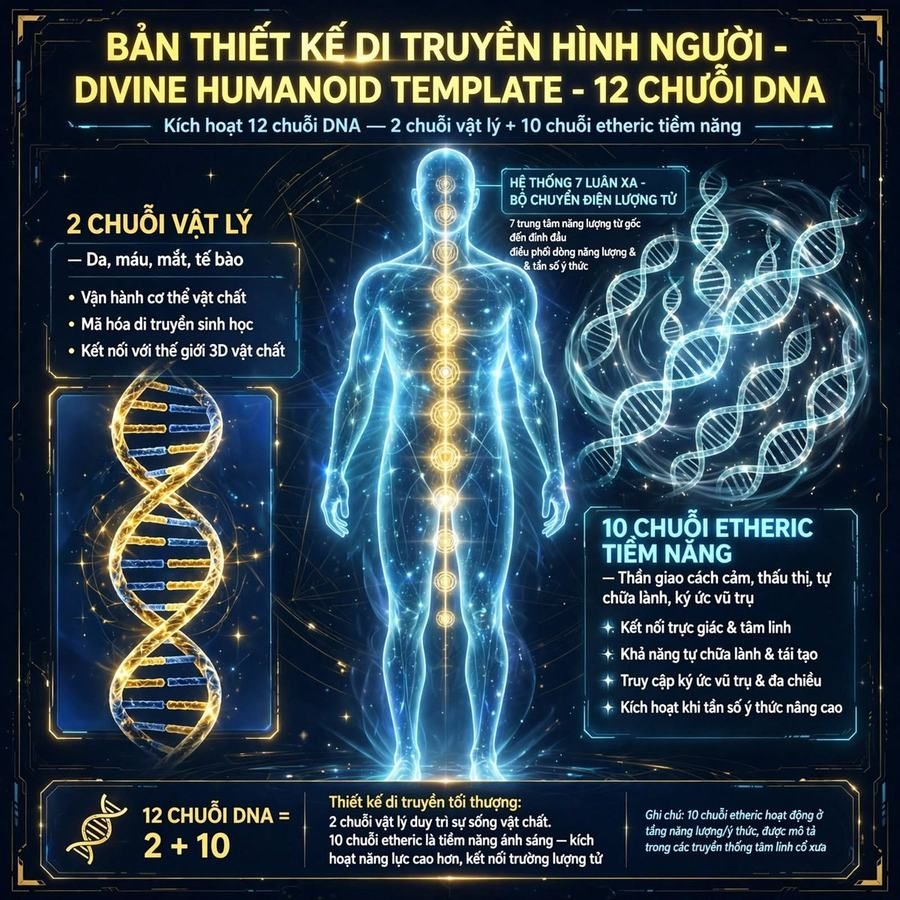 BẢN THIẾT KẾ DI TRUYỀN HÌNH NGƯỜI -
DIVINE HUMANOID TEMPLATE - 12 CHƯỖI DNA
Kích hoạt 12 chuỗi DNA — 2 chuỗi vật lý + 10 chuỗi etheric tiềm năng
2 CHUỖI VẬT LÝ
— Da, máu, mắt, tế bào
• Vận hành cơ thể vật chất
• Mã hóa di truyền sinh học
• Kết nối với thế giới 3D vật chất
HỆ THỐNG 7 LUÂN XA -
BỘ CHUYỂN ĐIỆN LƯỢNG TỬ
7 trung tâm năng lượng từ gốc
đến đỉnh đầu
điều phối dòng năng lượng &
& tần số ý thức
10 CHUỖI ETHERIC
TIỀM NĂNG
— Thần giao cách cảm, thấu thị, tự
chữa lành, ký ức vũ trụ
Kết nối trực giác & tâm linh
Khả năng tự chữa lành & tái tạo
Truy cập ký ức vũ trụ & đa chiều
Kích hoạt khi tần số ý thức nâng cao
12 CHUỖI DNA =
2 + 10
Thiết kế di truyền tối thượng:
2 chuỗi vật lý duy trì sự sống vật chất.
10 chuỗi etheric là tiềm năng ánh sáng — kích
hoạt năng lực cao hơn, kết nối trường lượng tử
Ghi chú: 10 chuỗi etheric hoạt động ở
tầng năng lượng/ý thức, được mô tả
trong các truyền thống tâm linh cổ xưa